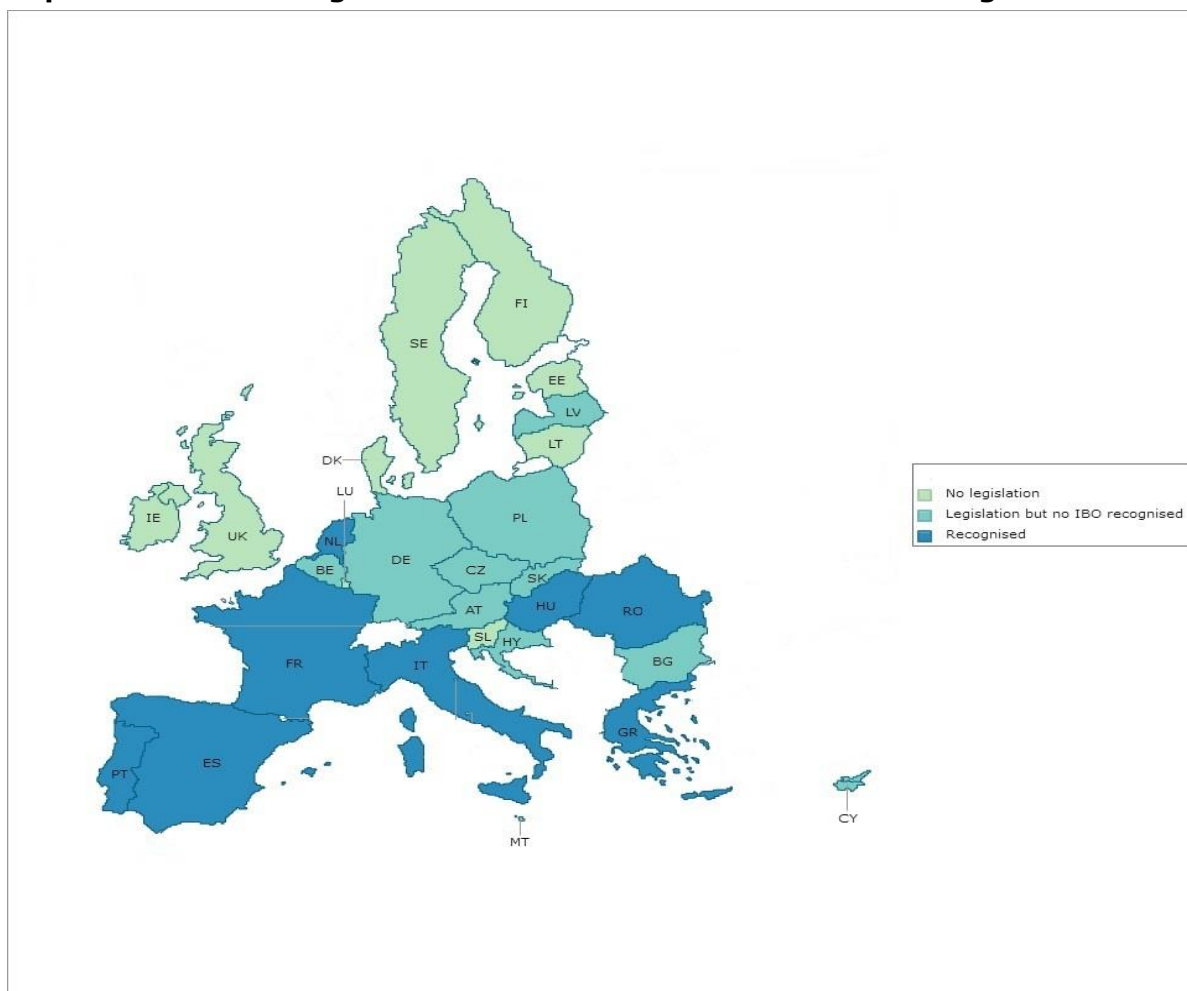 FI
SE
EE
LV
LT
DK
LU
IE
UK
NL
PL
BE
DE
CZ
SK
AT
HU
RO
SL
HY
FR
IT
BG
GR
PT
ES
MT
CY
No legislation
Legislation but no IBO recognised
Recognised